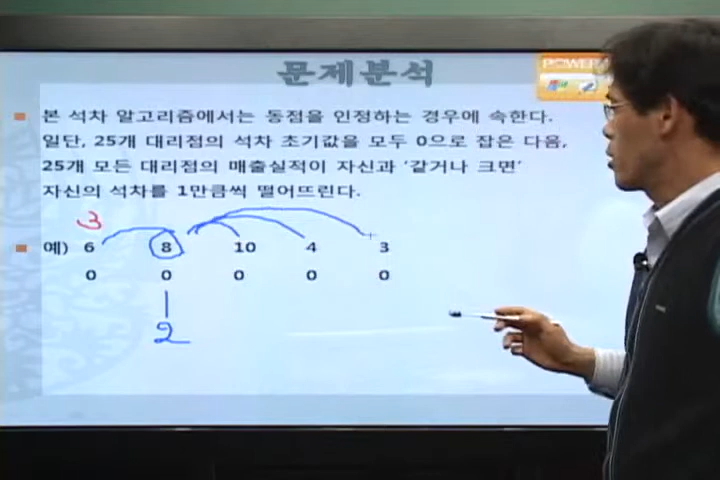 문제분석
POWER
본 석차 알고리즘에서는 동점을 인정하는 경우에 속한다.
일단, 25개 대리점의 석차 초기값을 모두 0으로 잡은 다음,
25개 모든 대리점의 매출실적이 자신과 ‘같거나 크면’
자신의 석차를 1만큼씩 떨어뜨린다.
3
예) 6 8 10 4 3
0 0 0 0 0
2